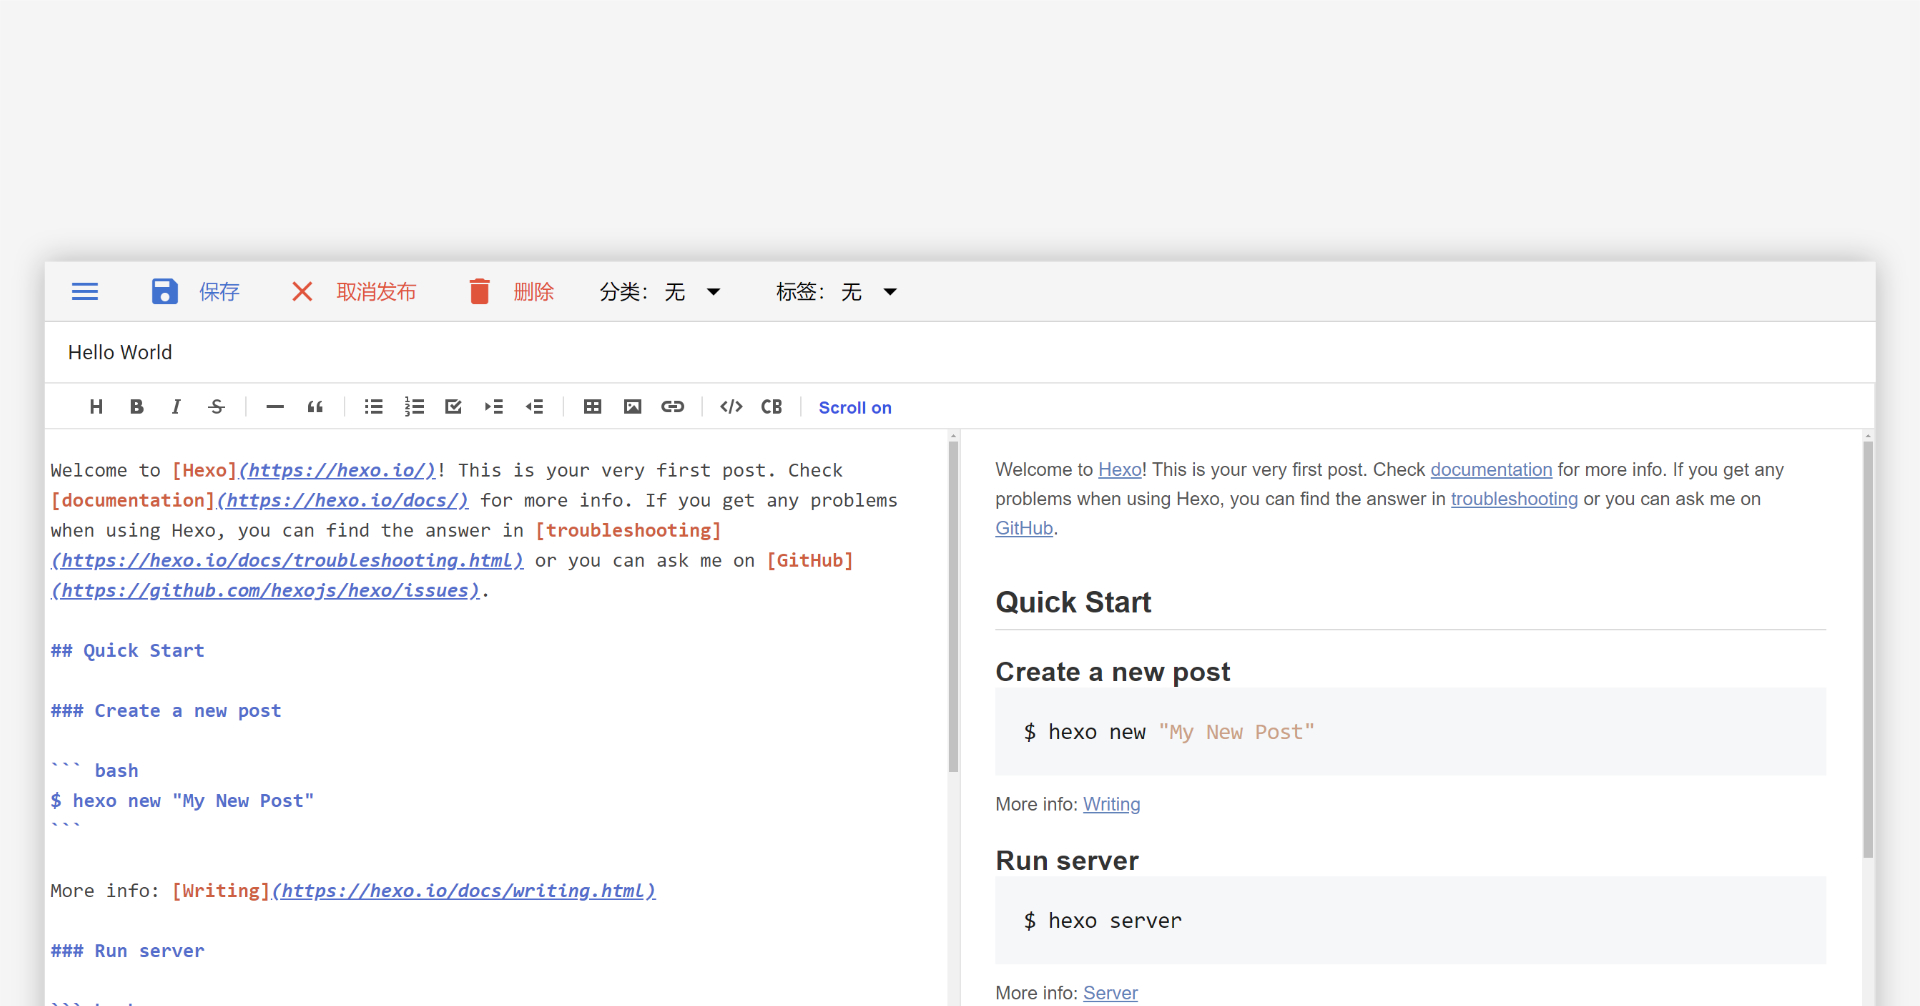 保存 取消发布 删除 分类： 无 标签： 无
Hello World
H B I S “ </> CB Scroll on
Welcome to [Hexo](https://hexo.io/)! This is your very first post. Check
[documentation](https://hexo.io/docs/) for more info. If you get any problems
when using Hexo, you can find the answer in [troubleshooting]
(https://hexo.io/docs/troubleshooting.html) or you can ask me on [GitHub]
(https://github.com/hexojs/hexo/issues).
## Quick Start
### Create a new post
``` bash
$ hexo new "My New Post"
```
More info: [Writing](https://hexo.io/docs/writing.html)
### Run server
Welcome to Hexo! This is your very first post. Check documentation for more info. If you get any
problems when using Hexo, you can find the answer in troubleshooting or you can ask me on
GitHub.
Quick Start
Create a new post
$ hexo new "My New Post"
More info: Writing
Run server
$ hexo server
More info: Server